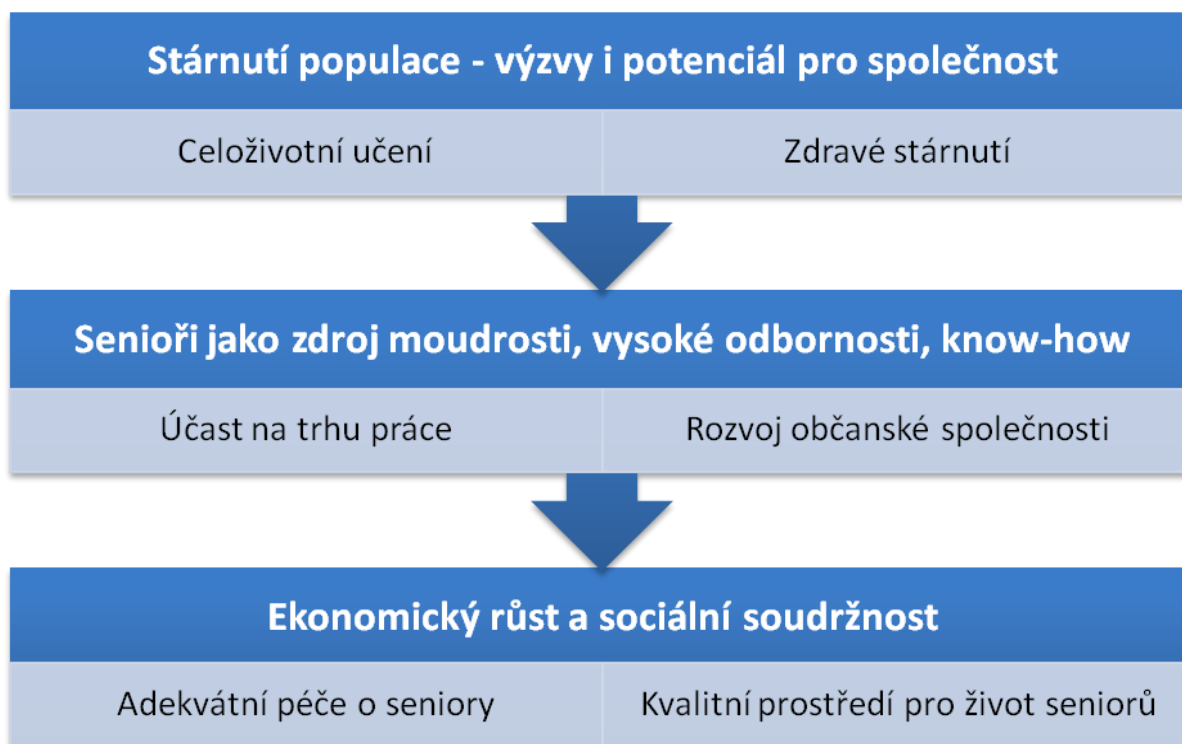 Stárnutí populace - výzvy i potenciál pro společnost
Celoživotní učení
Zdravé stárnutí
Senioři jako zdroj moudrosti, vysoké odbornosti, know-how
Účast na trhu práce
Rozvoj občanské společnosti
Ekonomický růst a sociální soudržnost
Adekvátní péče o seniory
Kvalitní prostředí pro život seniorů